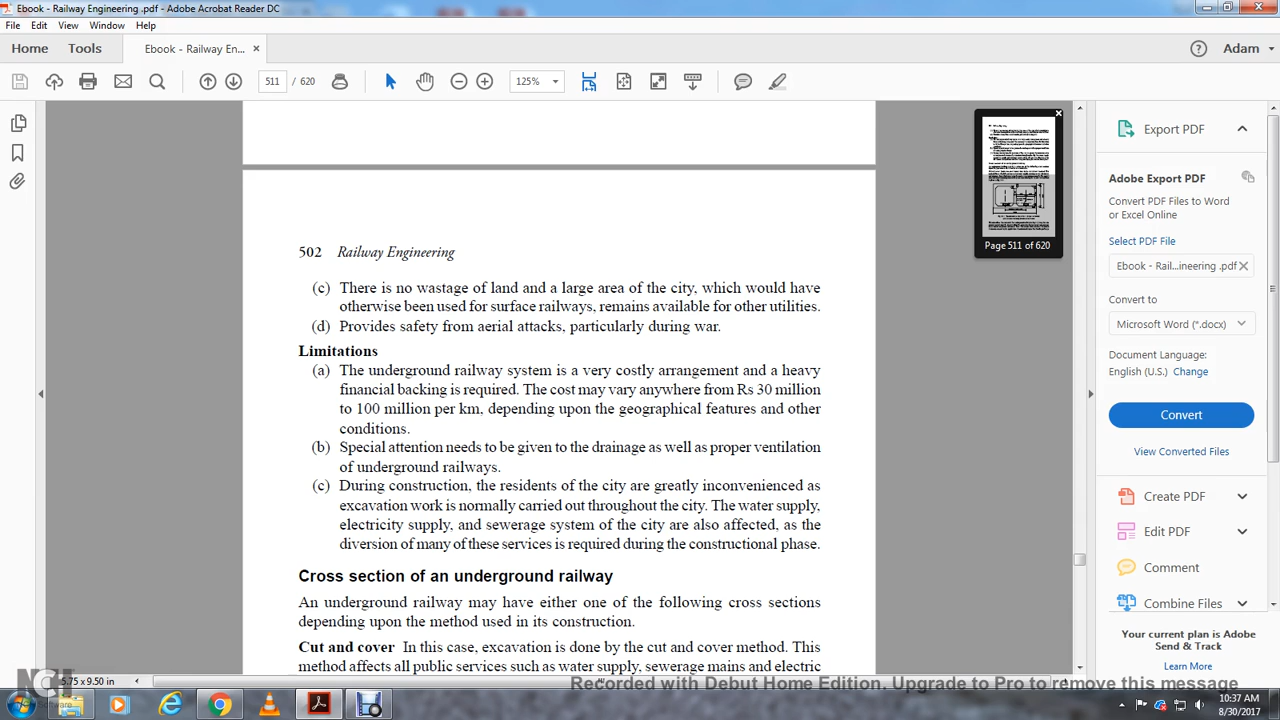 Ebook - Railway Engineering .pdf - Adobe Acrobat Reader DC
File Edit View Window Help
Home Tools Ebook - Railway En... × Adam
511 / 620 125%
Export PDF
Adobe Export PDF
Convert PDF Files to Word
or Excel Online
Select PDF File
Ebook - Rail...ineering .pdf
Convert to
Microsoft Word (*.docx)
Document Language:
English (U.S.) Change
Convert
View Converted Files
Create PDF
Edit PDF
Comment
Combine Files
Your current plan is Adobe
Send & Track
Learn More
Page 511 of 620
502 Railway Engineering
(c) There is no wastage of land and a large area of the city, which would have
otherwise been used for surface railways, remains available for other utilities.
(d) Provides safety from aerial attacks, particularly during war.
Limitations
(a) The underground railway system is a very costly arrangement and a heavy
financial backing is required. The cost may vary anywhere from Rs 30 million
to 100 million per km, depending upon the geographical features and other
conditions.
(b) Special attention needs to be given to the drainage as well as proper ventilation
of underground railways.
(c) During construction, the residents of the city are greatly inconvenienced as
excavation work is normally carried out throughout the city. The water supply,
electricity supply, and sewerage system of the city are also affected, as the
diversion of many of these services is required during the constructional phase.
Cross section of an underground railway
An underground railway may have either one of the following cross sections
depending upon the method used in its construction.
Cut and cover In this case, excavation is done by the cut and cover method. This
method affects all public services such as water supply, sewerage mains and electric
5.75 x 9.50 in
NCH
Software
Recorded with Debut Home Edition. Upgrade to Pro to remove this message
10:37 AM
8/30/2017